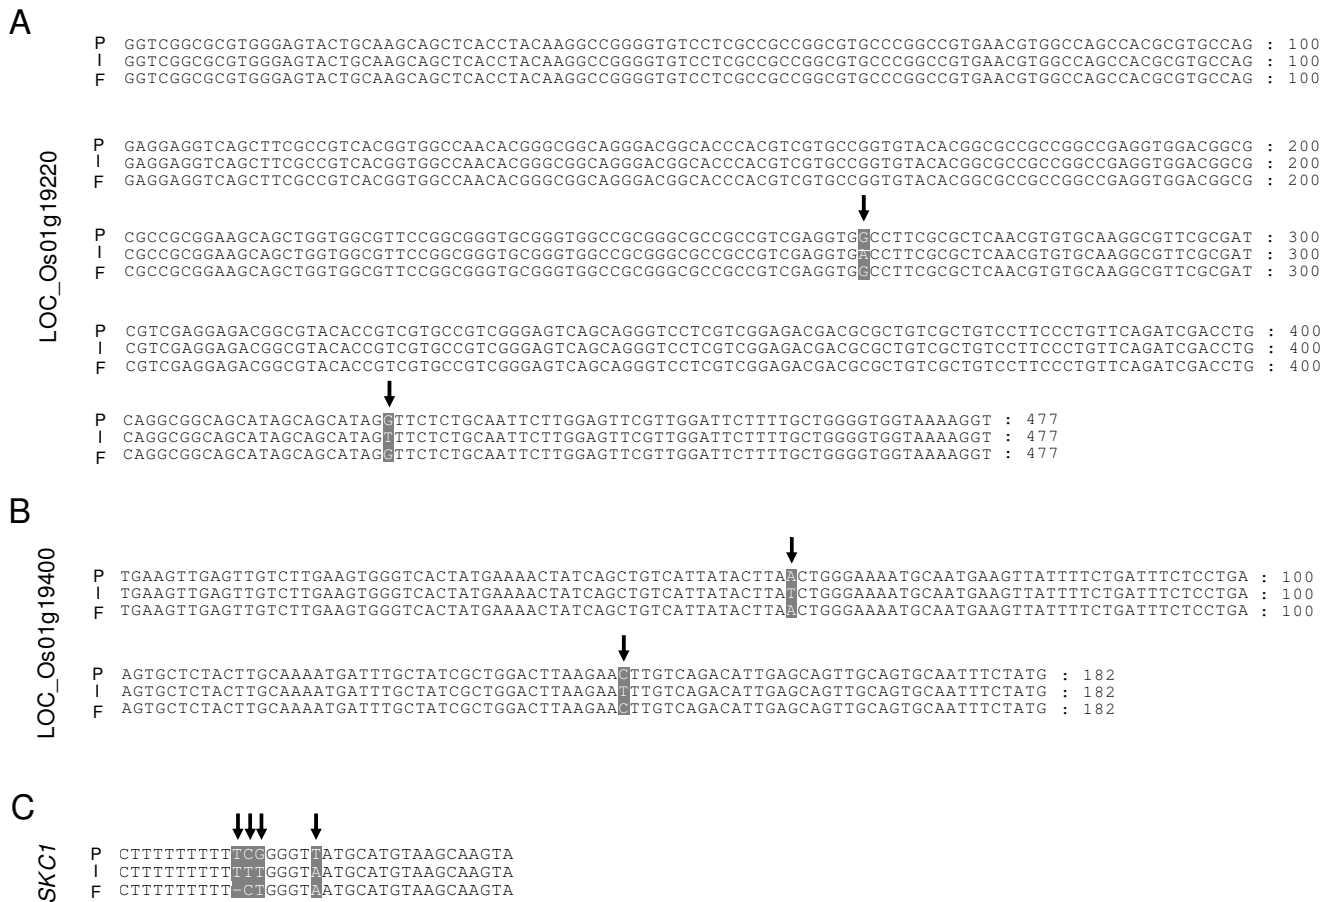 A
P GGTCGGCGCGTGGGAGTACTGCAAGCAGCTCACCTACAAGGCCGGGGTGTCCTCGCCGCCGGCGTGCCCGGCCGTGAACGTGGCCAGCCACGCGTGCCAG : 100
I GGTCGGCGCGTGGGAGTACTGCAAGCAGCTCACCTACAAGGCCGGGGTGTCCTCGCCGCCGGCGTGCCCGGCCGTGAACGTGGCCAGCCACGCGTGCCAG : 100
F GGTCGGCGCGTGGGAGTACTGCAAGCAGCTCACCTACAAGGCCGGGGTGTCCTCGCCGCCGGCGTGCCCGGCCGTGAACGTGGCCAGCCACGCGTGCCAG : 100
LOC_Os01g19220
P GAGGAGGTCAGCTTCGCCGTCACGGTGGCCAACACGGGCGGCAGGGACGGCACCCACGTCGTGCCGGTGTACACGGCGCCGCCGGCCGAGGTGGACGGCG : 200
I GAGGAGGTCAGCTTCGCCGTCACGGTGGCCAACACGGGCGGCAGGGACGGCACCCACGTCGTGCCGGTGTACACGGCGCCGCCGGCCGAGGTGGACGGCG : 200
F GAGGAGGTCAGCTTCGCCGTCACGGTGGCCAACACGGGCGGCAGGGACGGCACCCACGTCGTGCCGGTGTACACGGCGCCGCCGGCCGAGGTGGACGGCG : 200
P CGCCGCGGAAGCAGCTGGTGGCGTTCCGGCGGGTGCGGGTGGCCGCGGGCGCCGCCGTCGAGGTGGCCTTCGCGCTCAACGTGTGCAAGGCGTTCGCGAT : 300
I CGCCGCGGAAGCAGCTGGTGGCGTTCCGGCGGGTGCGGGTGGCCGCGGGCGCCGCCGTCGAGGTGACCTTCGCGCTCAACGTGTGCAAGGCGTTCGCGAT : 300
F CGCCGCGGAAGCAGCTGGTGGCGTTCCGGCGGGTGCGGGTGGCCGCGGGCGCCGCCGTCGAGGTGGCCTTCGCGCTCAACGTGTGCAAGGCGTTCGCGAT : 300
P CGTCGAGGAGACGGCGTACACCGTCGTGCCGTCGGGAGTCAGCAGGGTCCTCGTCGGAGACGACGCGCTGTCGCTGTCCTTCCCTGTTCAGATCGACCTG : 400
I CGTCGAGGAGACGGCGTACACCGTCGTGCCGTCGGGAGTCAGCAGGGTCCTCGTCGGAGACGACGCGCTGTCGCTGTCCTTCCCTGTTCAGATCGACCTG : 400
F CGTCGAGGAGACGGCGTACACCGTCGTGCCGTCGGGAGTCAGCAGGGTCCTCGTCGGAGACGACGCGCTGTCGCTGTCCTTCCCTGTTCAGATCGACCTG : 400
P CAGGCGGCAGCATAGCAGCATAGGTTCTCTGCAATTCTTGGAGTTCGTTGGATTCTTTTGCTGGGGTGGTAAAAGGT : 477
I CAGGCGGCAGCATAGCAGCATAGTTTCTCTGCAATTCTTGGAGTTCGTTGGATTCTTTTGCTGGGGTGGTAAAAGGT : 477
F CAGGCGGCAGCATAGCAGCATAGGTTCTCTGCAATTCTTGGAGTTCGTTGGATTCTTTTGCTGGGGTGGTAAAAGGT : 477
B
LOC_Os01g19400
P TGAAGTTGAGTTGTCTTGAAGTGGGTCACTATGAAAACTATCAGCTGTCATTATACTTAACTGGGAAAATGCAATGAAGTTATTTTCTGATTTCTCCTGA : 100
I TGAAGTTGAGTTGTCTTGAAGTGGGTCACTATGAAAACTATCAGCTGTCATTATACTTATCTGGGAAAATGCAATGAAGTTATTTTCTGATTTCTCCTGA : 100
F TGAAGTTGAGTTGTCTTGAAGTGGGTCACTATGAAAACTATCAGCTGTCATTATACTTAACTGGGAAAATGCAATGAAGTTATTTTCTGATTTCTCCTGA : 100
P AGTGCTCTACTTGCAAAATGATTTGCTATCGCTGGACTTAAGAACTTGTCAGACATTGAGCAGTTGCAGTGCAATTTCTATG : 182
I AGTGCTCTACTTGCAAAATGATTTGCTATCGCTGGACTTAAGAATTTGTCAGACATTGAGCAGTTGCAGTGCAATTTCTATG : 182
F AGTGCTCTACTTGCAAAATGATTTGCTATCGCTGGACTTAAGAACTTGTCAGACATTGAGCAGTTGCAGTGCAATTTCTATG : 182
C
SKC1
P CTTTTTTTTTTCGGGGTTATGCATGTAAGCAAGTA
I CTTTTTTTTTTTTGGGTAATGCATGTAAGCAAGTA
F CTTTTTTTTT-CTGGGTAATGCATGTAAGCAAGTA